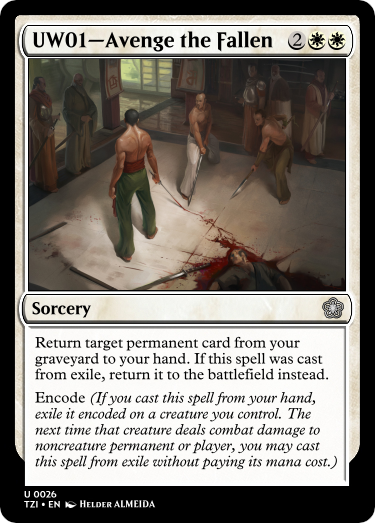 UW01—Avenge the Fallen 2
Sorcery
Return target permanent card from your
graveyard to your hand. If this spell was cast
from exile, return it to the battlefield instead.
Encode (If you cast this spell from your hand,
exile it encoded on a creature you control. The
next time that creature deals combat damage to
noncreature permanent or player, you may cast
this spell from exile without paying its mana cost.)
U 0026
TZI • EN Helder ALMEIDA